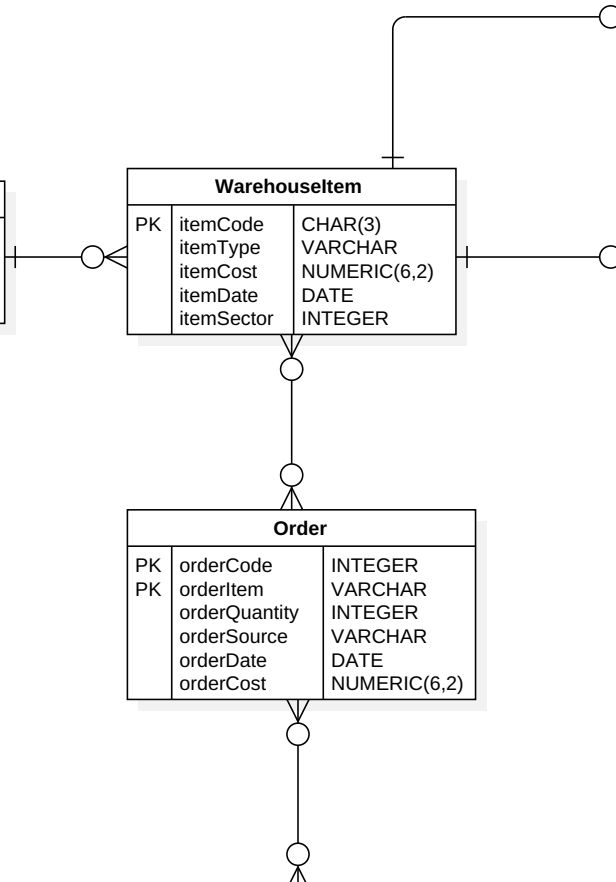 WarehouseItem
PK itemCode CHAR(3)
itemType VARCHAR
itemCost NUMERIC(6,2)
itemDate DATE
itemSector INTEGER
Order
PK orderCode INTEGER
PK orderItem VARCHAR
orderQuantity INTEGER
orderSource VARCHAR
orderDate DATE
orderCost NUMERIC(6,2)